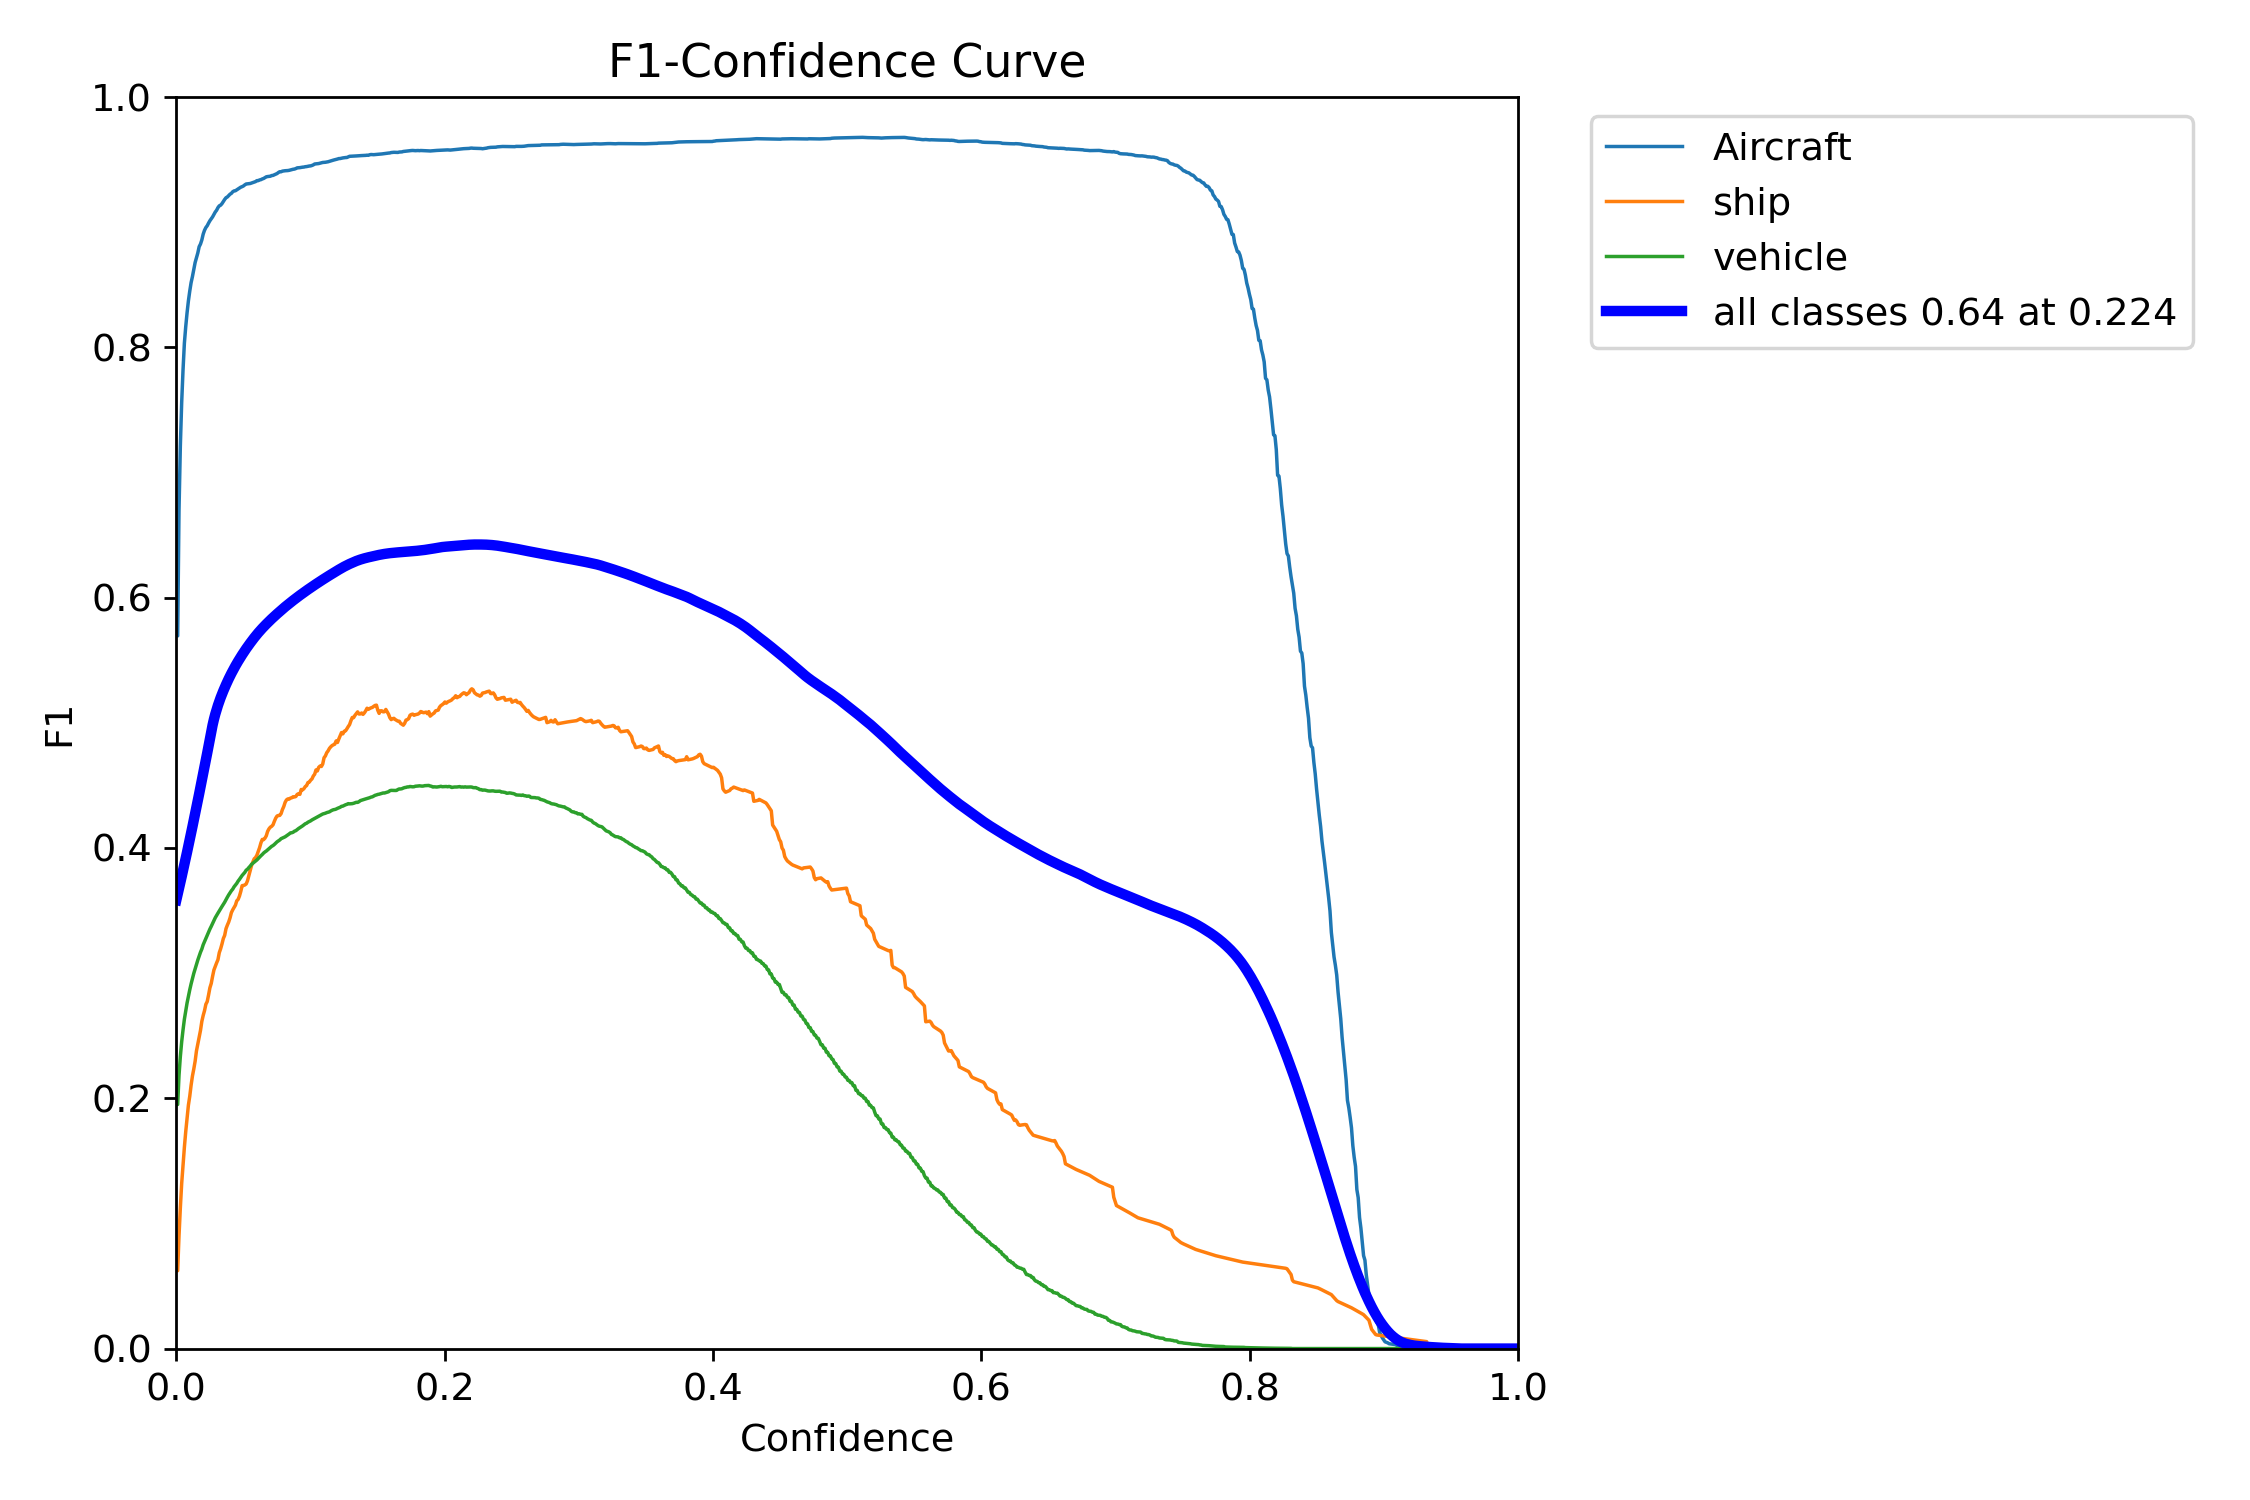 F1-Confidence Curve
1.0
0.8
0.6
0.4
0.2
0.0
F1
0.0 0.2 0.4 0.6 0.8 1.0
Confidence
Aircraft
ship
vehicle
all classes 0.64 at 0.224